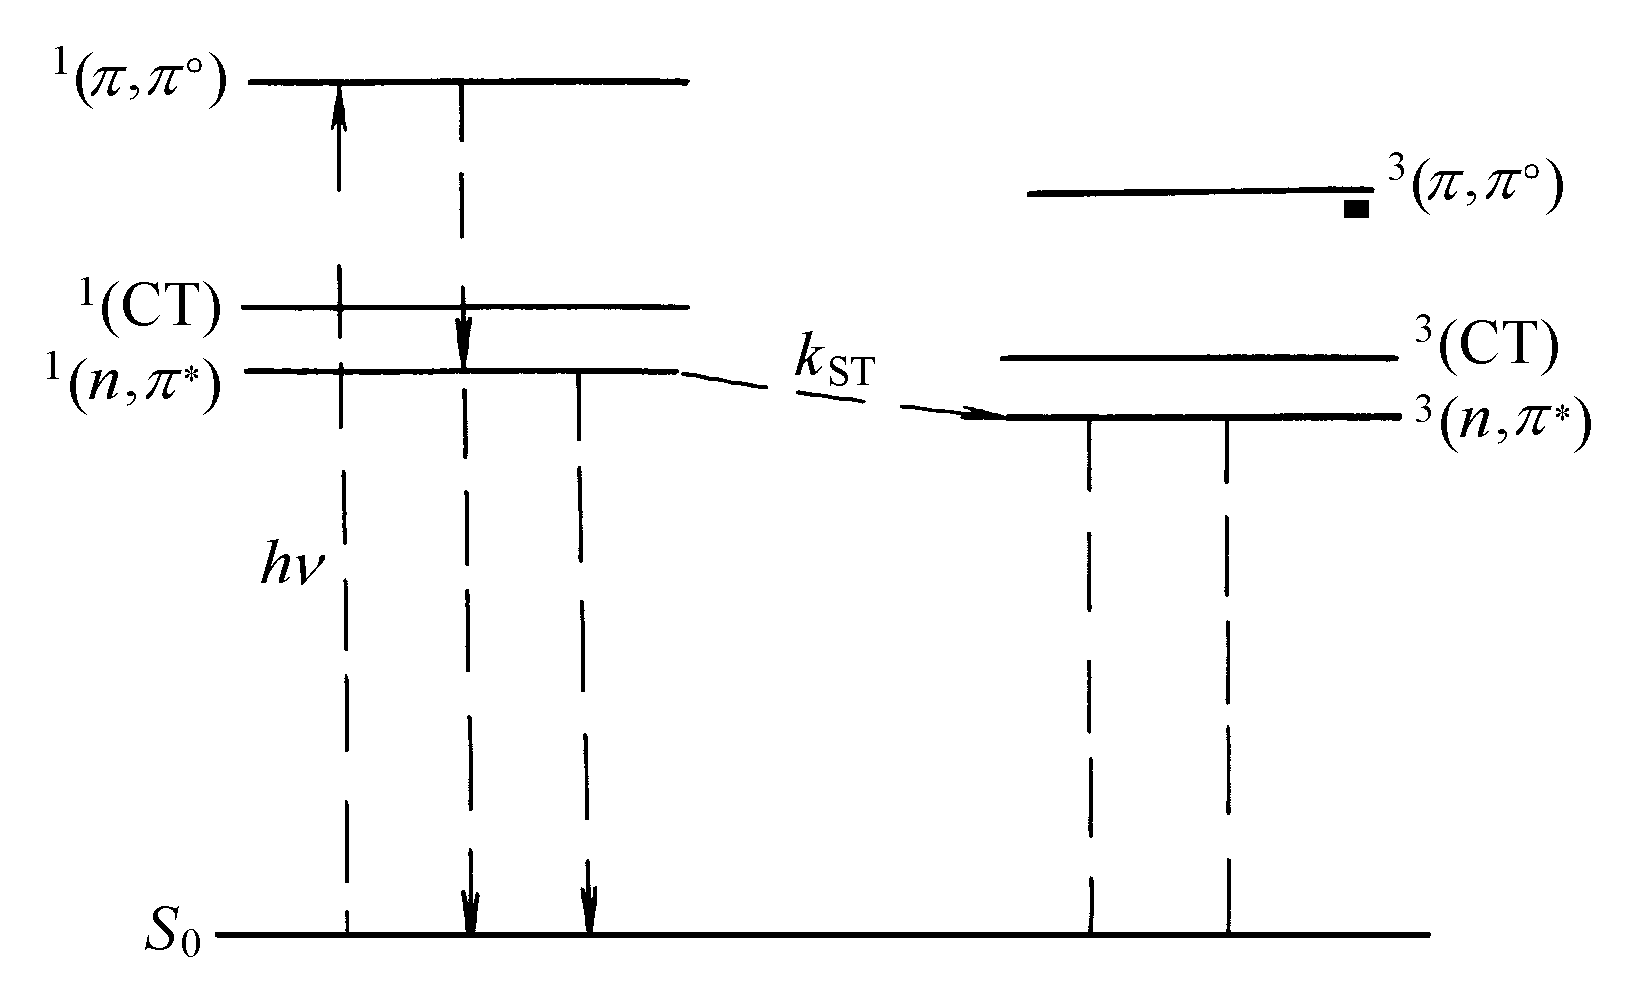 ¹(π,π°)
³(π,π°)
¹(CT)
³(CT)
¹(n,π*)
k_ST
³(n,π*)
hν
S₀